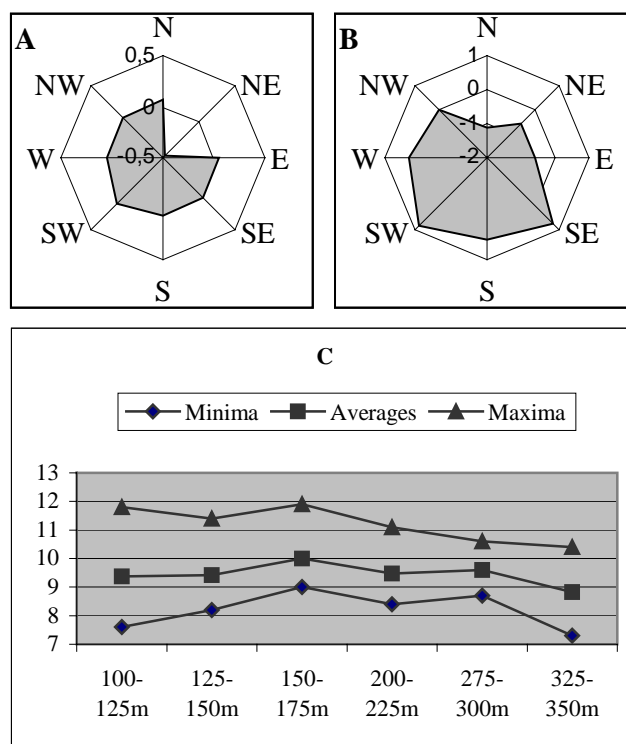 A
N
0,5
NW
NE
0
W
-0,5
E
SW
SE
S
B
N
1
NW
0
NE
-1
W
-2
E
SW
SE
S
C
Minima Averages Maxima
13
12
11
10
9
8
7
100- 125- 150- 200- 275- 325-
125m 150m 175m 225m 300m 350m